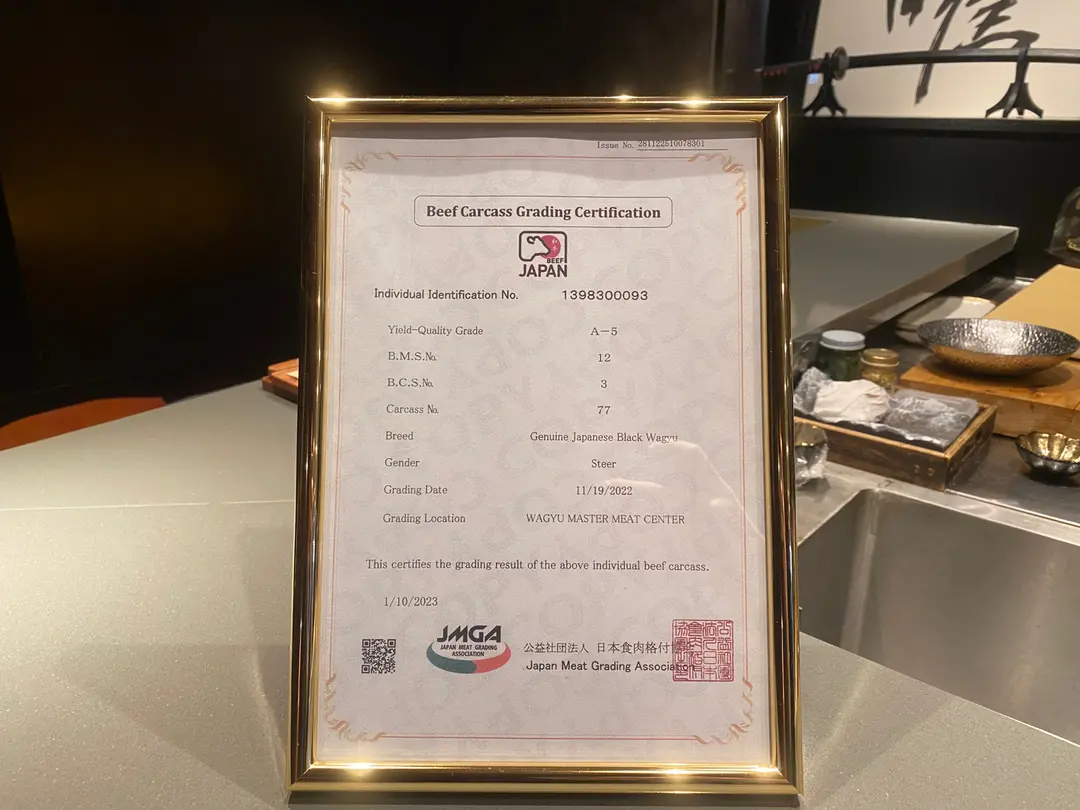 Issue No. 281122510078301
Beef Carcass Grading Certification
和牛
BEEF
JAPAN
Individual Identification No. 1398300093
Yield-Quality Grade A-5
B.M.S.No. 12
B.C.S.No. 3
Carcass No. 77
Breed Genuine Japanese Black Wagyu
Gender Steer
Grading Date 11/19/2022
Grading Location WAGYU MASTER MEAT CENTER
This certifies the grading result of the above individual beef carcass.
1/10/2023
JMGA
JAPAN MEAT GRADING
ASSOCIATION
公益社団法人 日本食肉格付
Japan Meat Grading Association
COPY